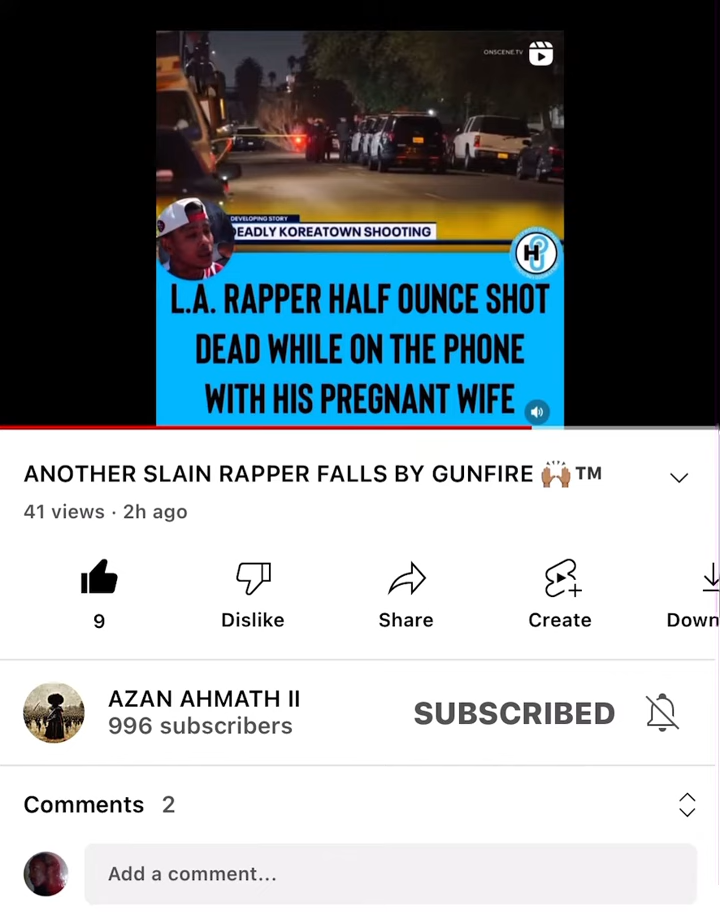 ONSCENE.TV
DEVELOPING STORY
EADLY KOREATOWN SHOOTING
H
L.A. RAPPER HALF OUNCE SHOT
DEAD WHILE ON THE PHONE
WITH HIS PREGNANT WIFE
ANOTHER SLAIN RAPPER FALLS BY GUNFIRE 🙌🏽™
41 views · 2h ago
9 Dislike Share Create Down
AZAN AHMATH II
996 subscribers
SUBSCRIBED
Comments 2
Add a comment...